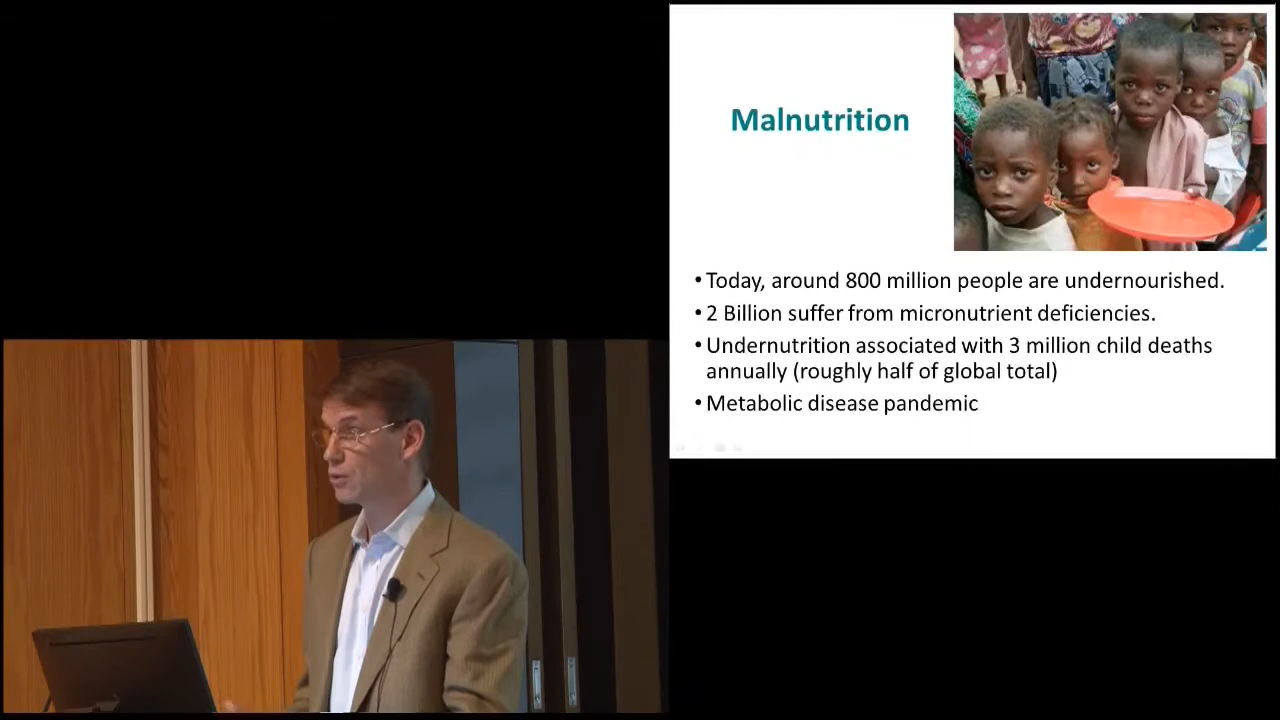 Malnutrition
• Today, around 800 million people are undernourished.
• 2 Billion suffer from micronutrient deficiencies.
• Undernutrition associated with 3 million child deaths
annually (roughly half of global total)
• Metabolic disease pandemic